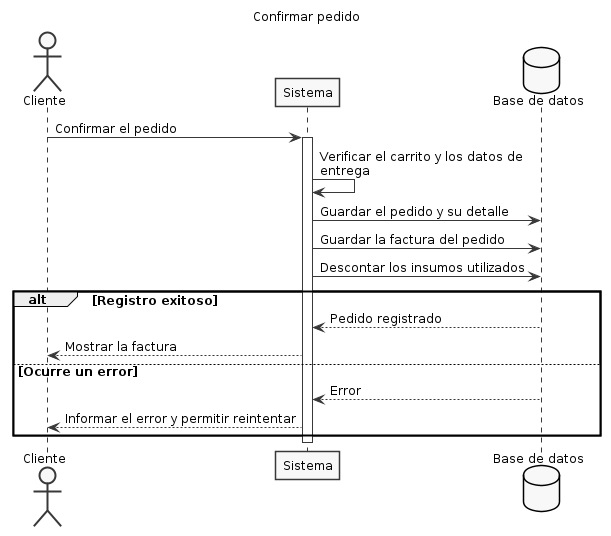 Confirmar pedido
Cliente
Sistema
Base de datos
Confirmar el pedido
Verificar el carrito y los datos de
entrega
Guardar el pedido y su detalle
Guardar la factura del pedido
Descontar los insumos utilizados
alt [Registro exitoso]
Pedido registrado
Mostrar la factura
[Ocurre un error]
Error
Informar el error y permitir reintentar
Cliente
Sistema
Base de datos